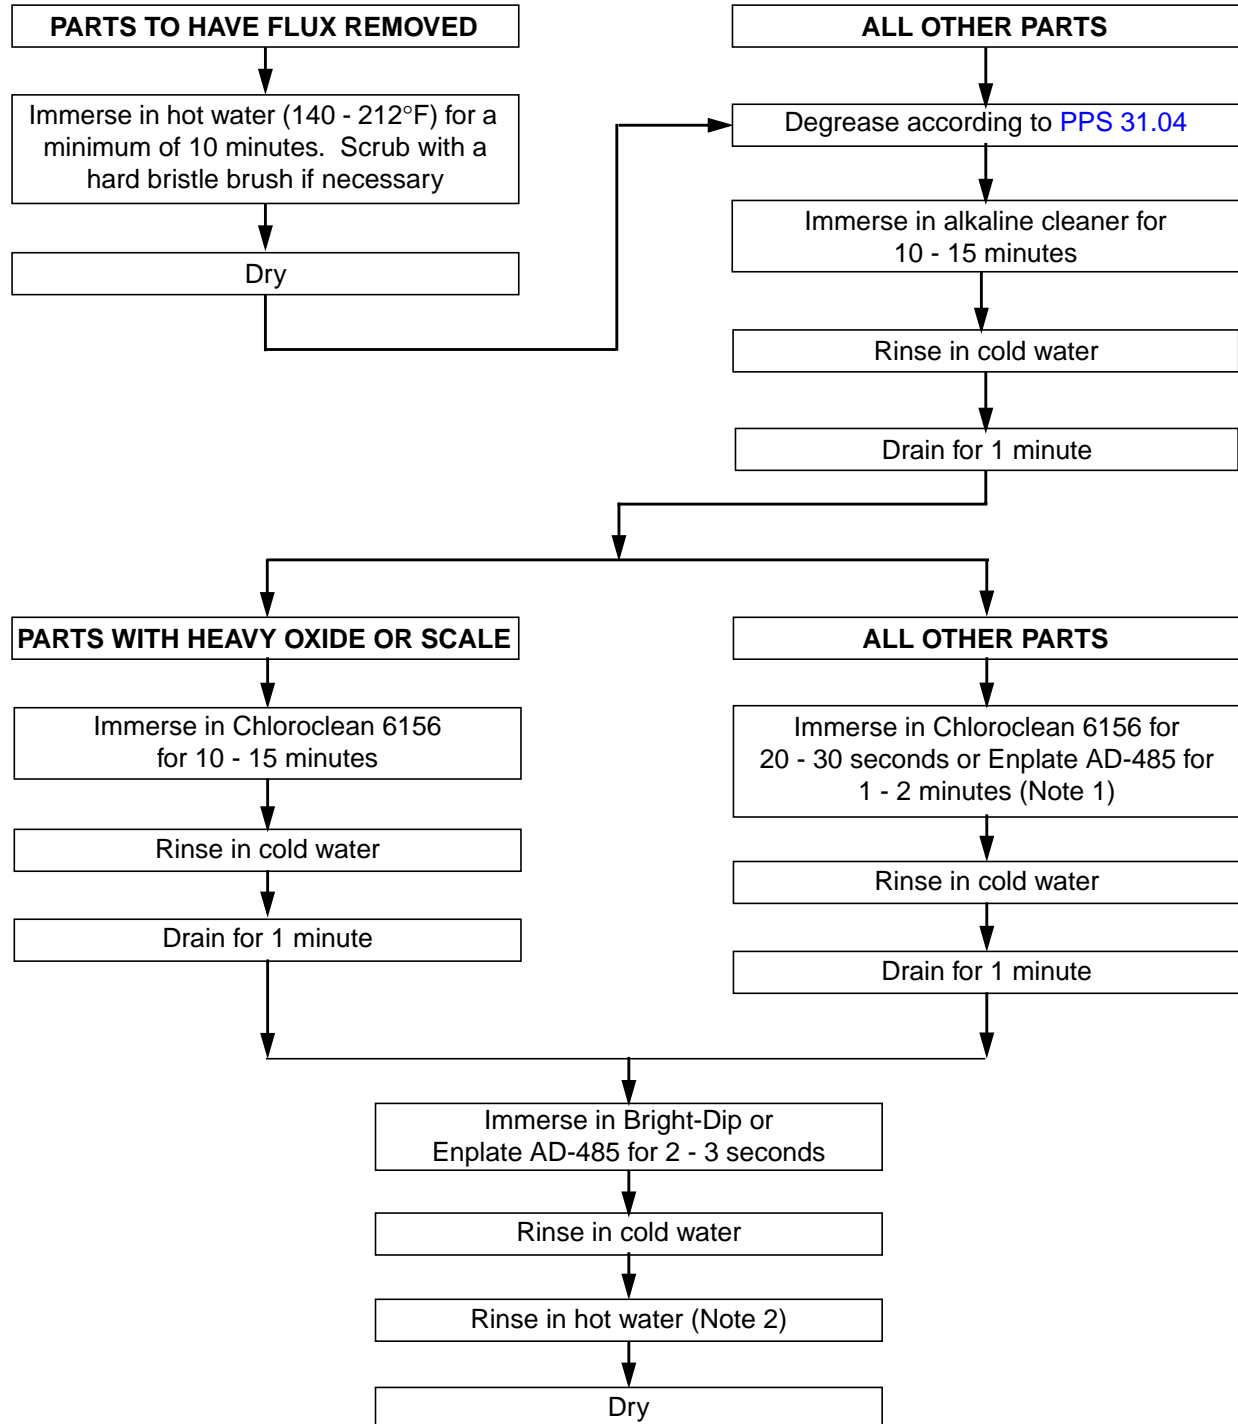 PARTS TO HAVE FLUX REMOVED
Immerse in hot water (140 - 212°F) for a
minimum of 10 minutes.  Scrub with a
hard bristle brush if necessary
Dry
ALL OTHER PARTS
Degrease according to PPS 31.04
Immerse in alkaline cleaner for
10 - 15 minutes
Rinse in cold water
Drain for 1 minute
PARTS WITH HEAVY OXIDE OR SCALE
Immerse in Chloroclean 6156
for 10 - 15 minutes
Rinse in cold water
Drain for 1 minute
ALL OTHER PARTS
Immerse in Chloroclean 6156 for
20 - 30 seconds or Enplate AD-485 for
1 - 2 minutes (Note 1)
Rinse in cold water
Drain for 1 minute
Immerse in Bright-Dip or
Enplate AD-485 for 2 - 3 seconds
Rinse in cold water
Rinse in hot water (Note 2)
Dry